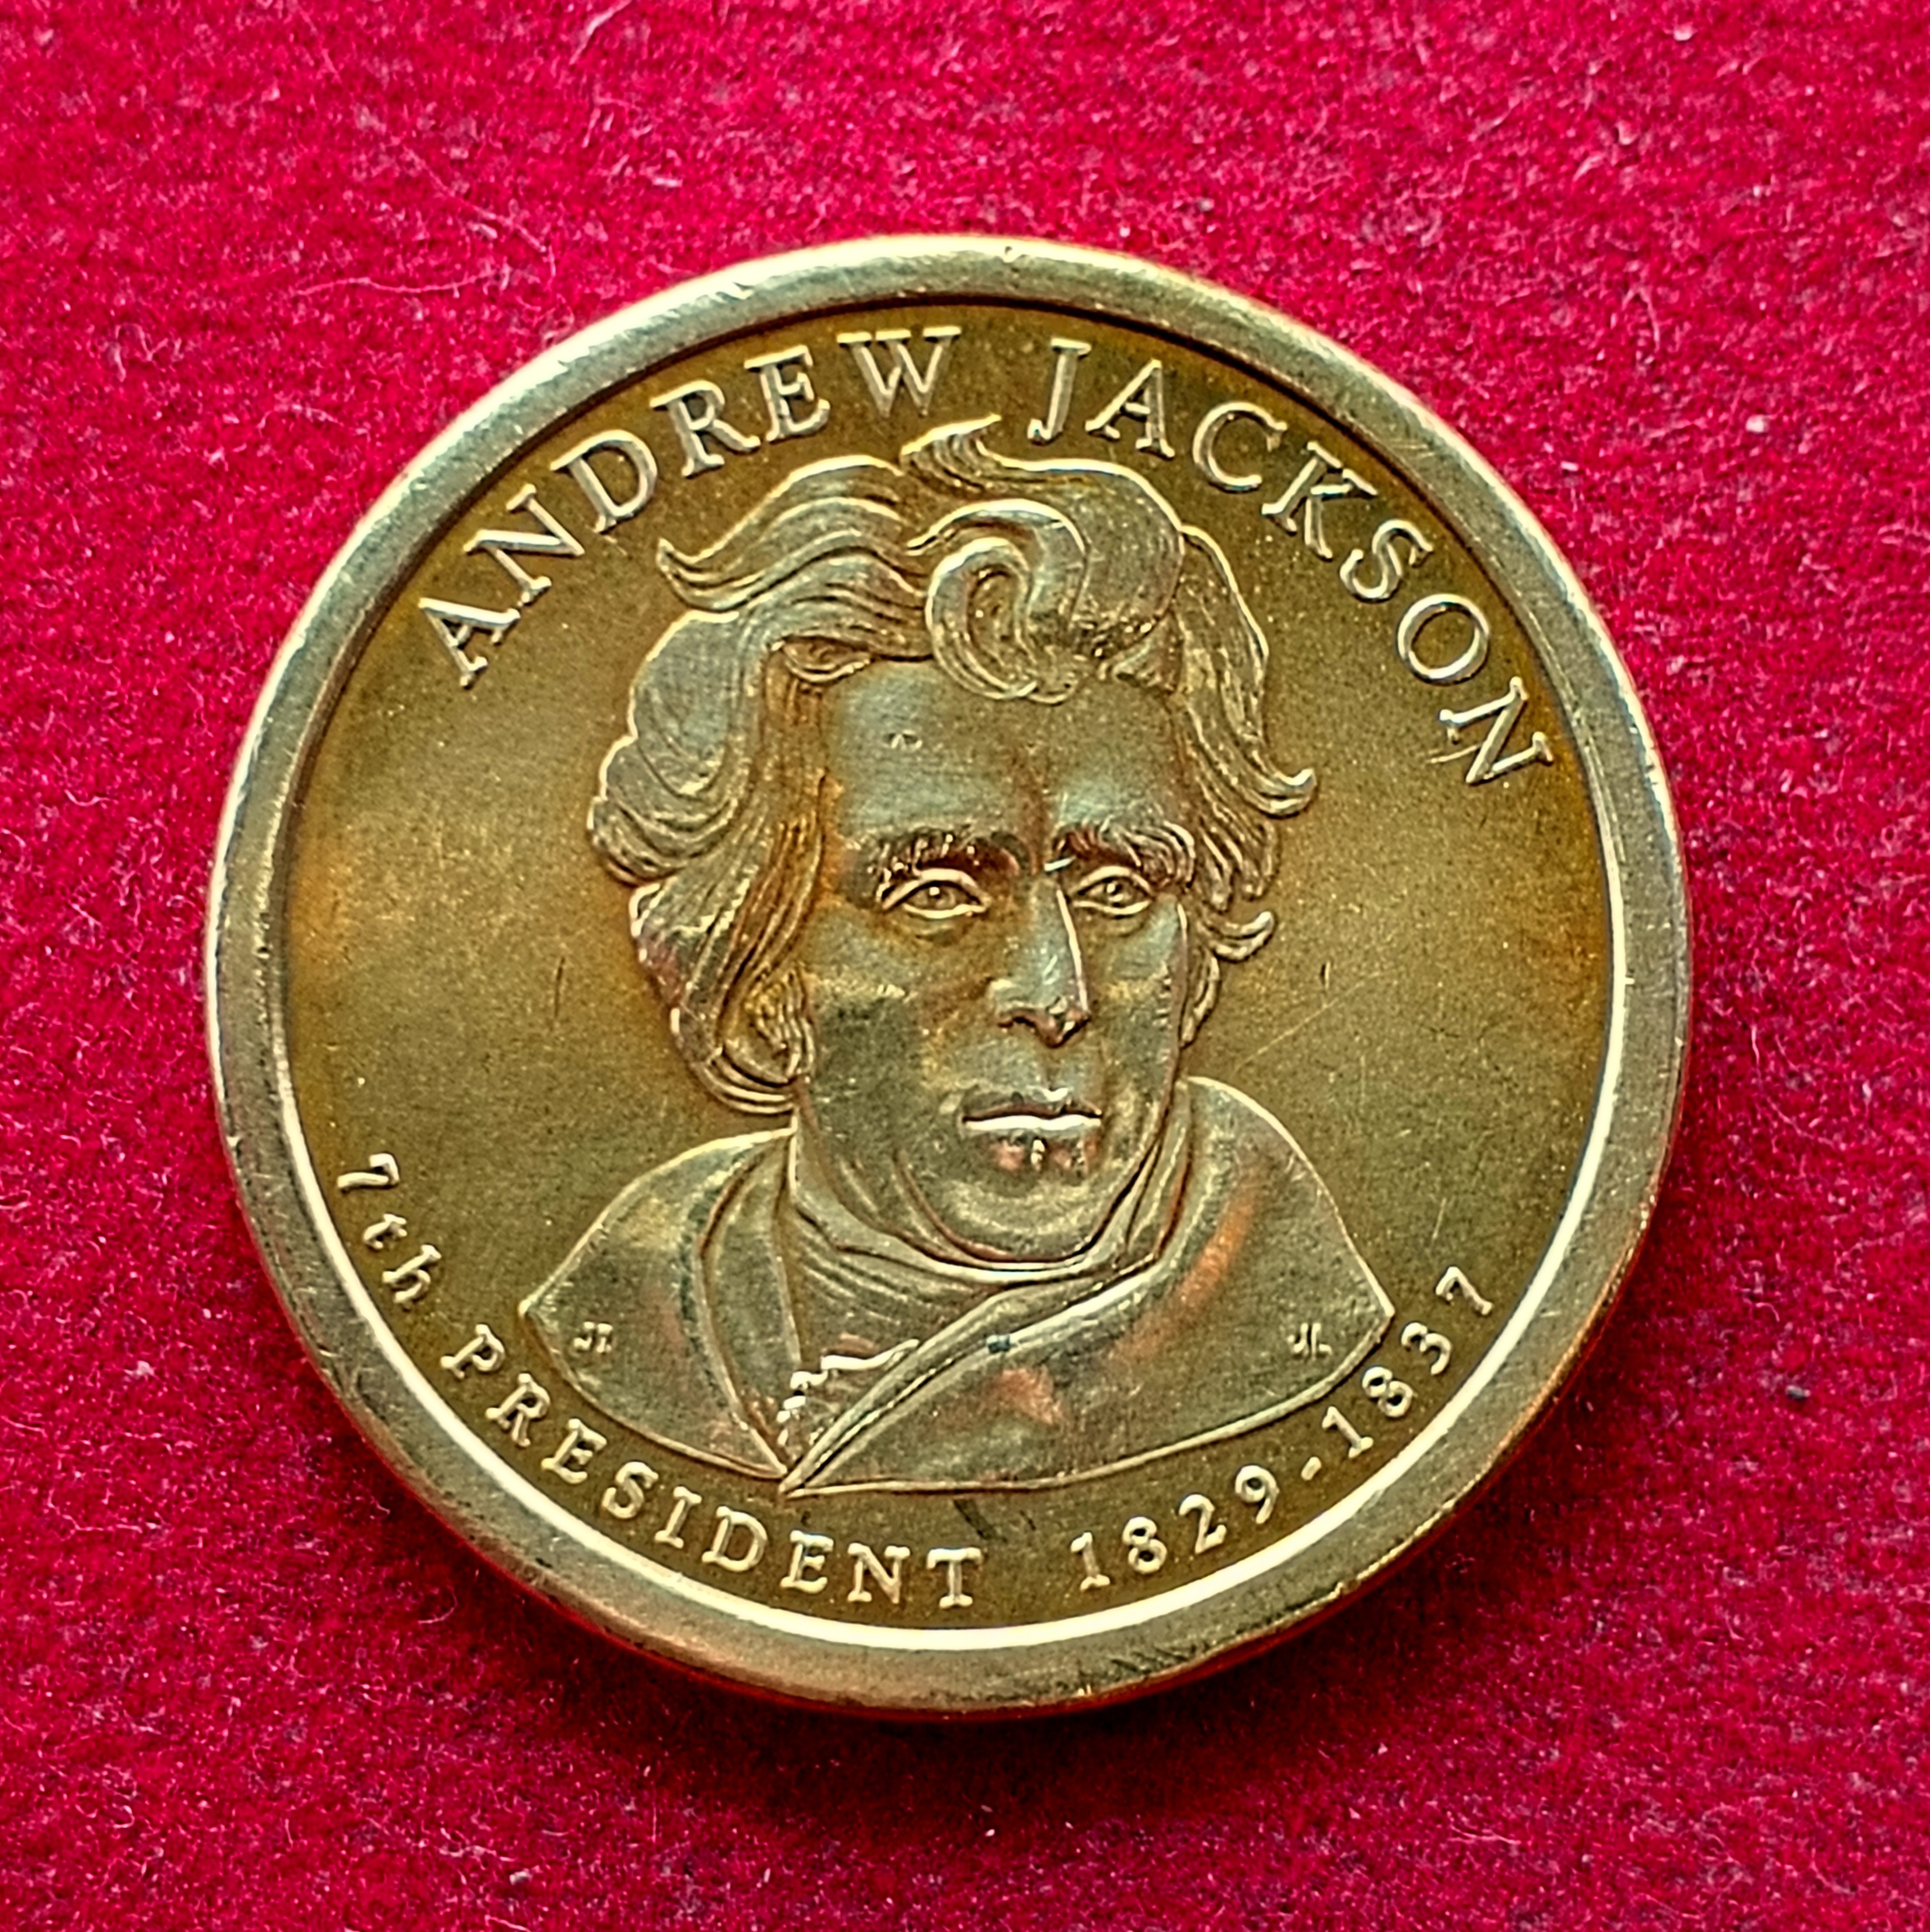 ANDREW JACKSON
7th PRESIDENT 1829-1837